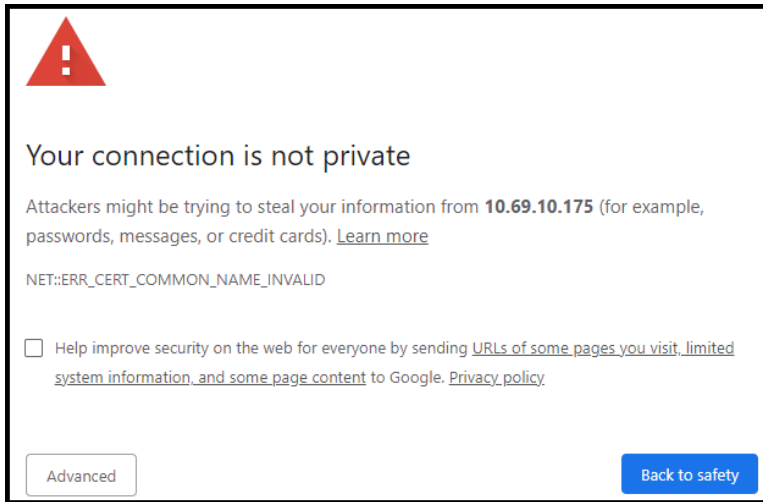 !
Your connection is not private
Attackers might be trying to steal your information from 10.69.10.175 (for example,
passwords, messages, or credit cards). Learn more
NET::ERR_CERT_COMMON_NAME_INVALID
Help improve security on the web for everyone by sending URLs of some pages you visit, limited
system information, and some page content to Google. Privacy policy
Advanced
Back to safety